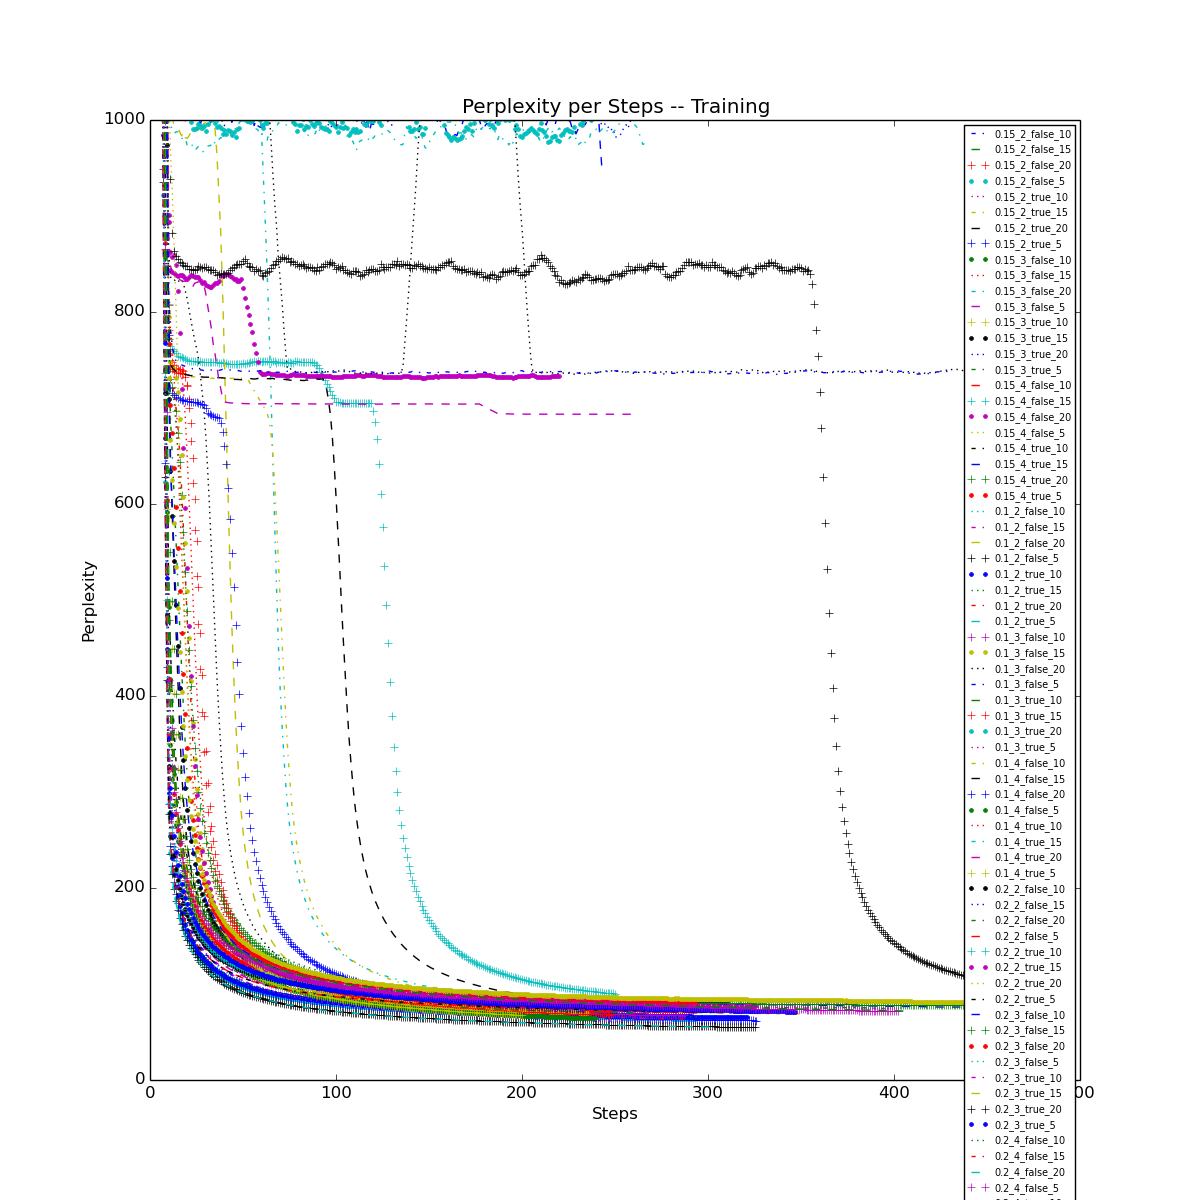 Perplexity per Steps -- Training
1000
800
600
400
200
0
Perplexity
0
100
200
300
400
00
Steps
0.15_2_false_10
0.15_2_false_15
0.15_2_false_20
0.15_2_false_5
0.15_2_true_10
0.15_2_true_15
0.15_2_true_20
0.15_2_true_5
0.15_3_false_10
0.15_3_false_15
0.15_3_false_20
0.15_3_false_5
0.15_3_true_10
0.15_3_true_15
0.15_3_true_20
0.15_3_true_5
0.15_4_false_10
0.15_4_false_15
0.15_4_false_20
0.15_4_false_5
0.15_4_true_10
0.15_4_true_15
0.15_4_true_20
0.15_4_true_5
0.1_2_false_10
0.1_2_false_15
0.1_2_false_20
0.1_2_false_5
0.1_2_true_10
0.1_2_true_15
0.1_2_true_20
0.1_2_true_5
0.1_3_false_10
0.1_3_false_15
0.1_3_false_20
0.1_3_false_5
0.1_3_true_10
0.1_3_true_15
0.1_3_true_20
0.1_3_true_5
0.1_4_false_10
0.1_4_false_15
0.1_4_false_20
0.1_4_false_5
0.1_4_true_10
0.1_4_true_15
0.1_4_true_20
0.1_4_true_5
0.2_2_false_10
0.2_2_false_15
0.2_2_false_20
0.2_2_false_5
0.2_2_true_10
0.2_2_true_15
0.2_2_true_20
0.2_2_true_5
0.2_3_false_10
0.2_3_false_15
0.2_3_false_20
0.2_3_false_5
0.2_3_true_10
0.2_3_true_15
0.2_3_true_20
0.2_3_true_5
0.2_4_false_10
0.2_4_false_15
0.2_4_false_20
0.2_4_false_5